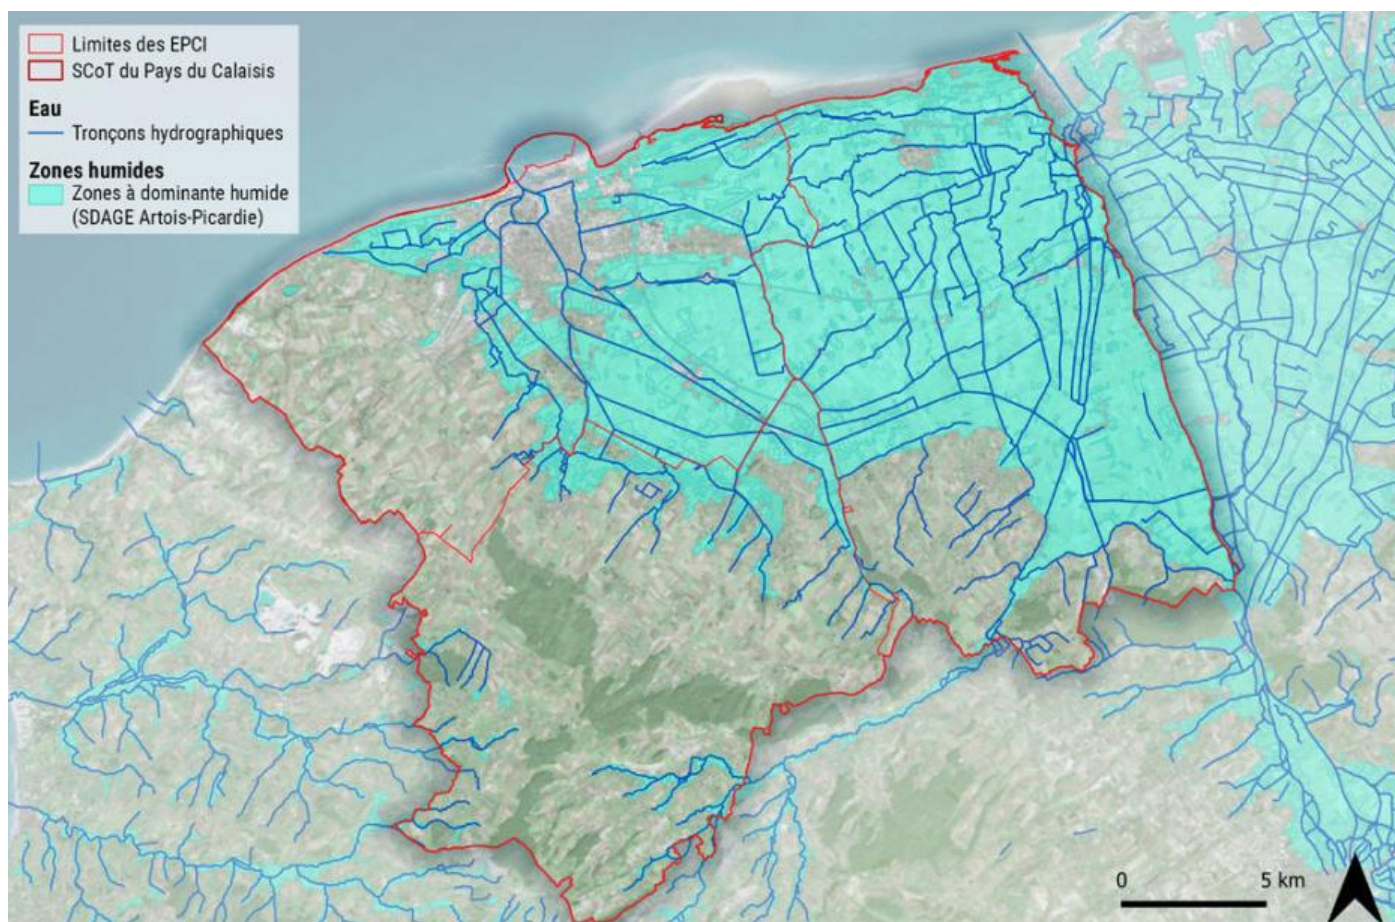 Limites des EPCI
SCoT du Pays du Calaisis
Eau
Tronçons hydrographiques
Zones humides
Zones à dominante humide
(SDAGE Artois-Picardie)
0 5 km